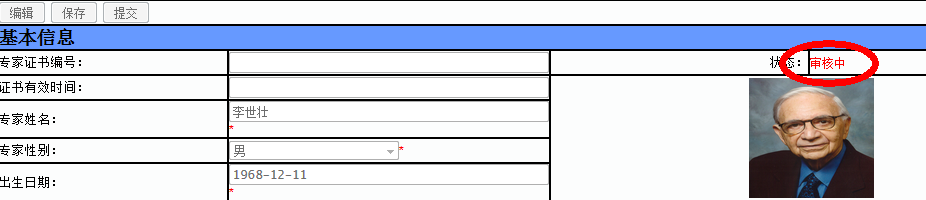 编辑 保存 提交
基本信息
专家证书编号： 状态： 审核中
证书有效时间：
专家姓名： 李世壮
*
专家性别： 男 *
出生日期： 1968-12-11
*